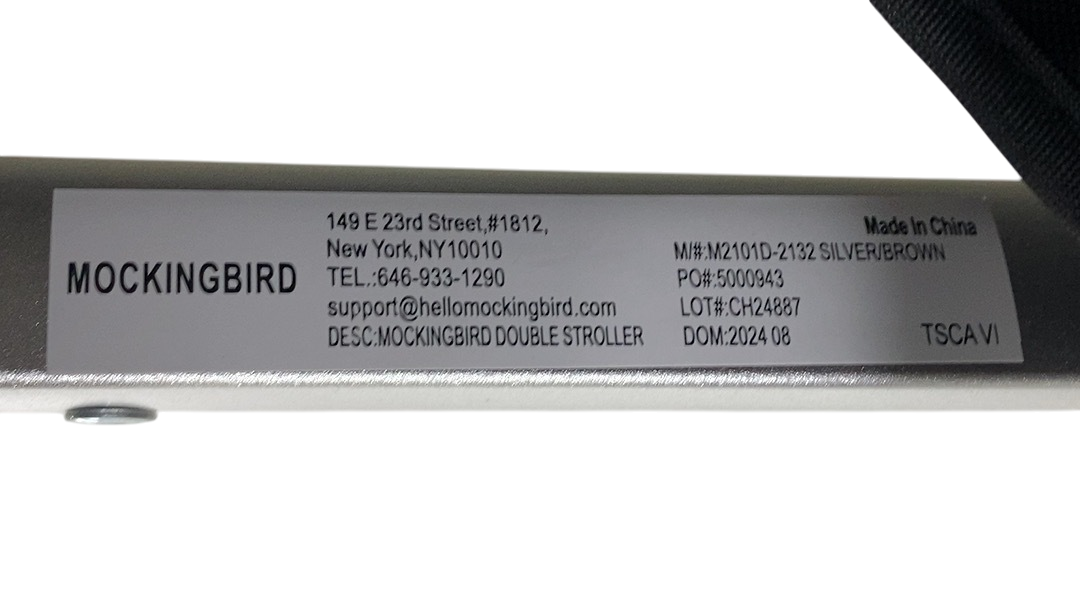 MOCKINGBIRD
149 E 23rd Street,#1812,
New York,NY10010
TEL.:646-933-1290
support@hellomockingbird.com
DESC:MOCKINGBIRD DOUBLE STROLLER
Made In China
M/#:M2101D-2132 SILVER/BROWN
PO#:5000943
LOT#:CH24887
DOM:2024 08
TSCA VI